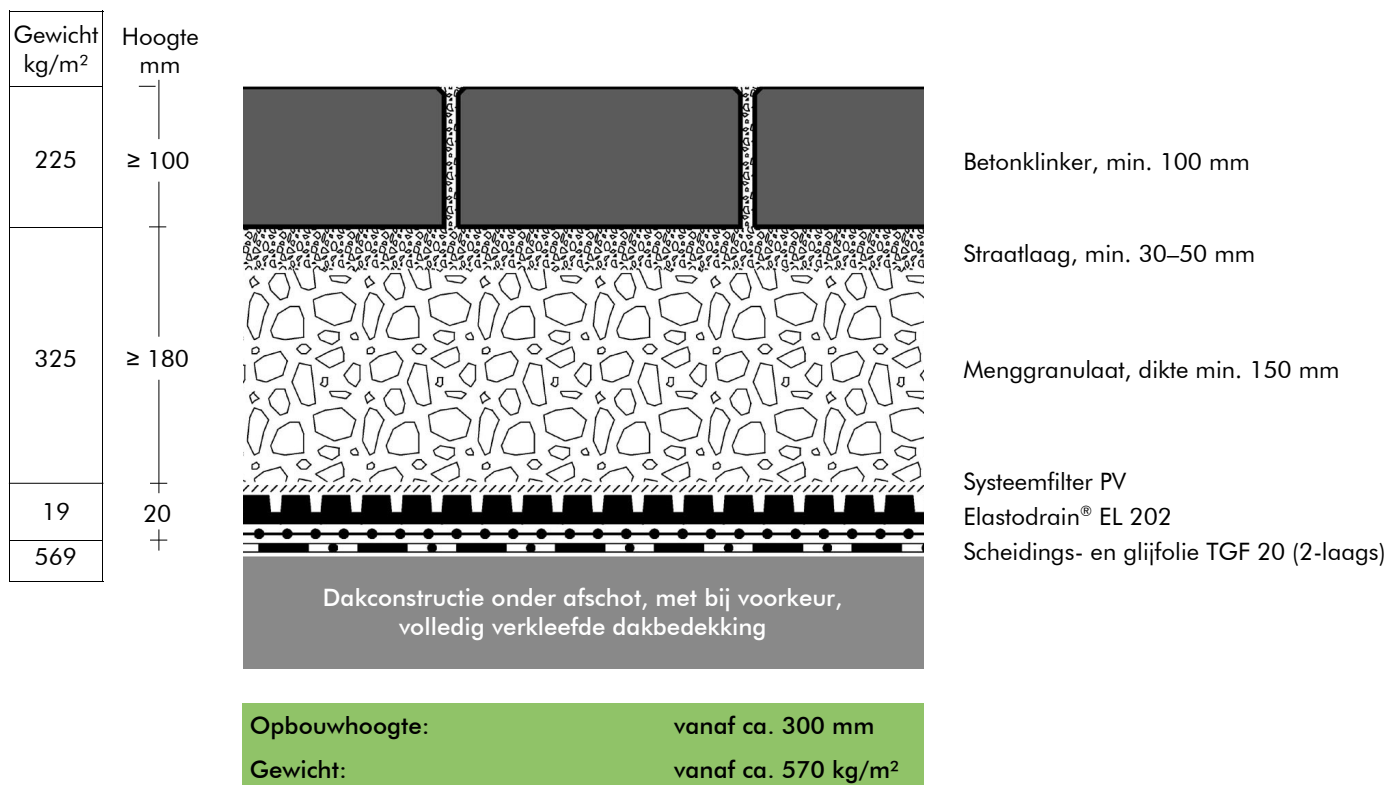 Gewicht
kg/m²
Hoogte
mm
225
≥ 100
Betonklinker, min. 100 mm
Straatlaag, min. 30–50 mm
325
≥ 180
Menggranulaat, dikte min. 150 mm
Systeemfilter PV
19
20
Elastodrain® EL 202
569
Scheidings- en glijfolie TGF 20 (2-laags)
Dakconstructie onder afschot, met bij voorkeur,
volledig verkleefde dakbedekking
Opbouwhoogte: vanaf ca. 300 mm
Gewicht: vanaf ca. 570 kg/m²